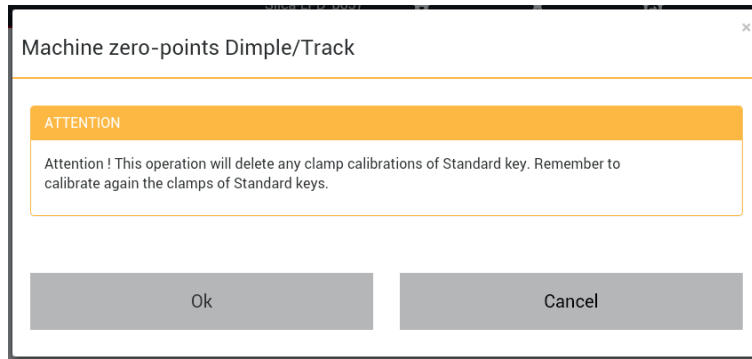 Machine zero-points Dimple/Track
×
ATTENTION
Attention ! This operation will delete any clamp calibrations of Standard key. Remember to
calibrate again the clamps of Standard keys.
Ok
Cancel